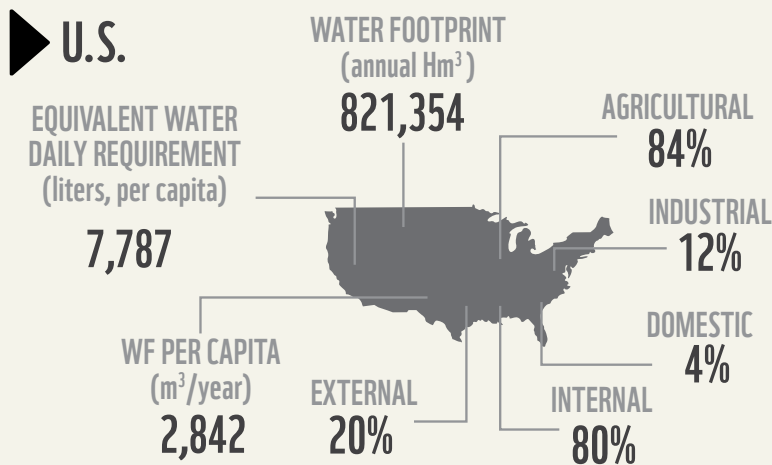 U.S.
WATER FOOTPRINT
(annual Hm³)
821,354
EQUIVALENT WATER
DAILY REQUIREMENT
(liters, per capita)
7,787
AGRICULTURAL
84%
INDUSTRIAL
12%
DOMESTIC
4%
WF PER CAPITA
(m³/year)
2,842
EXTERNAL
20%
INTERNAL
80%